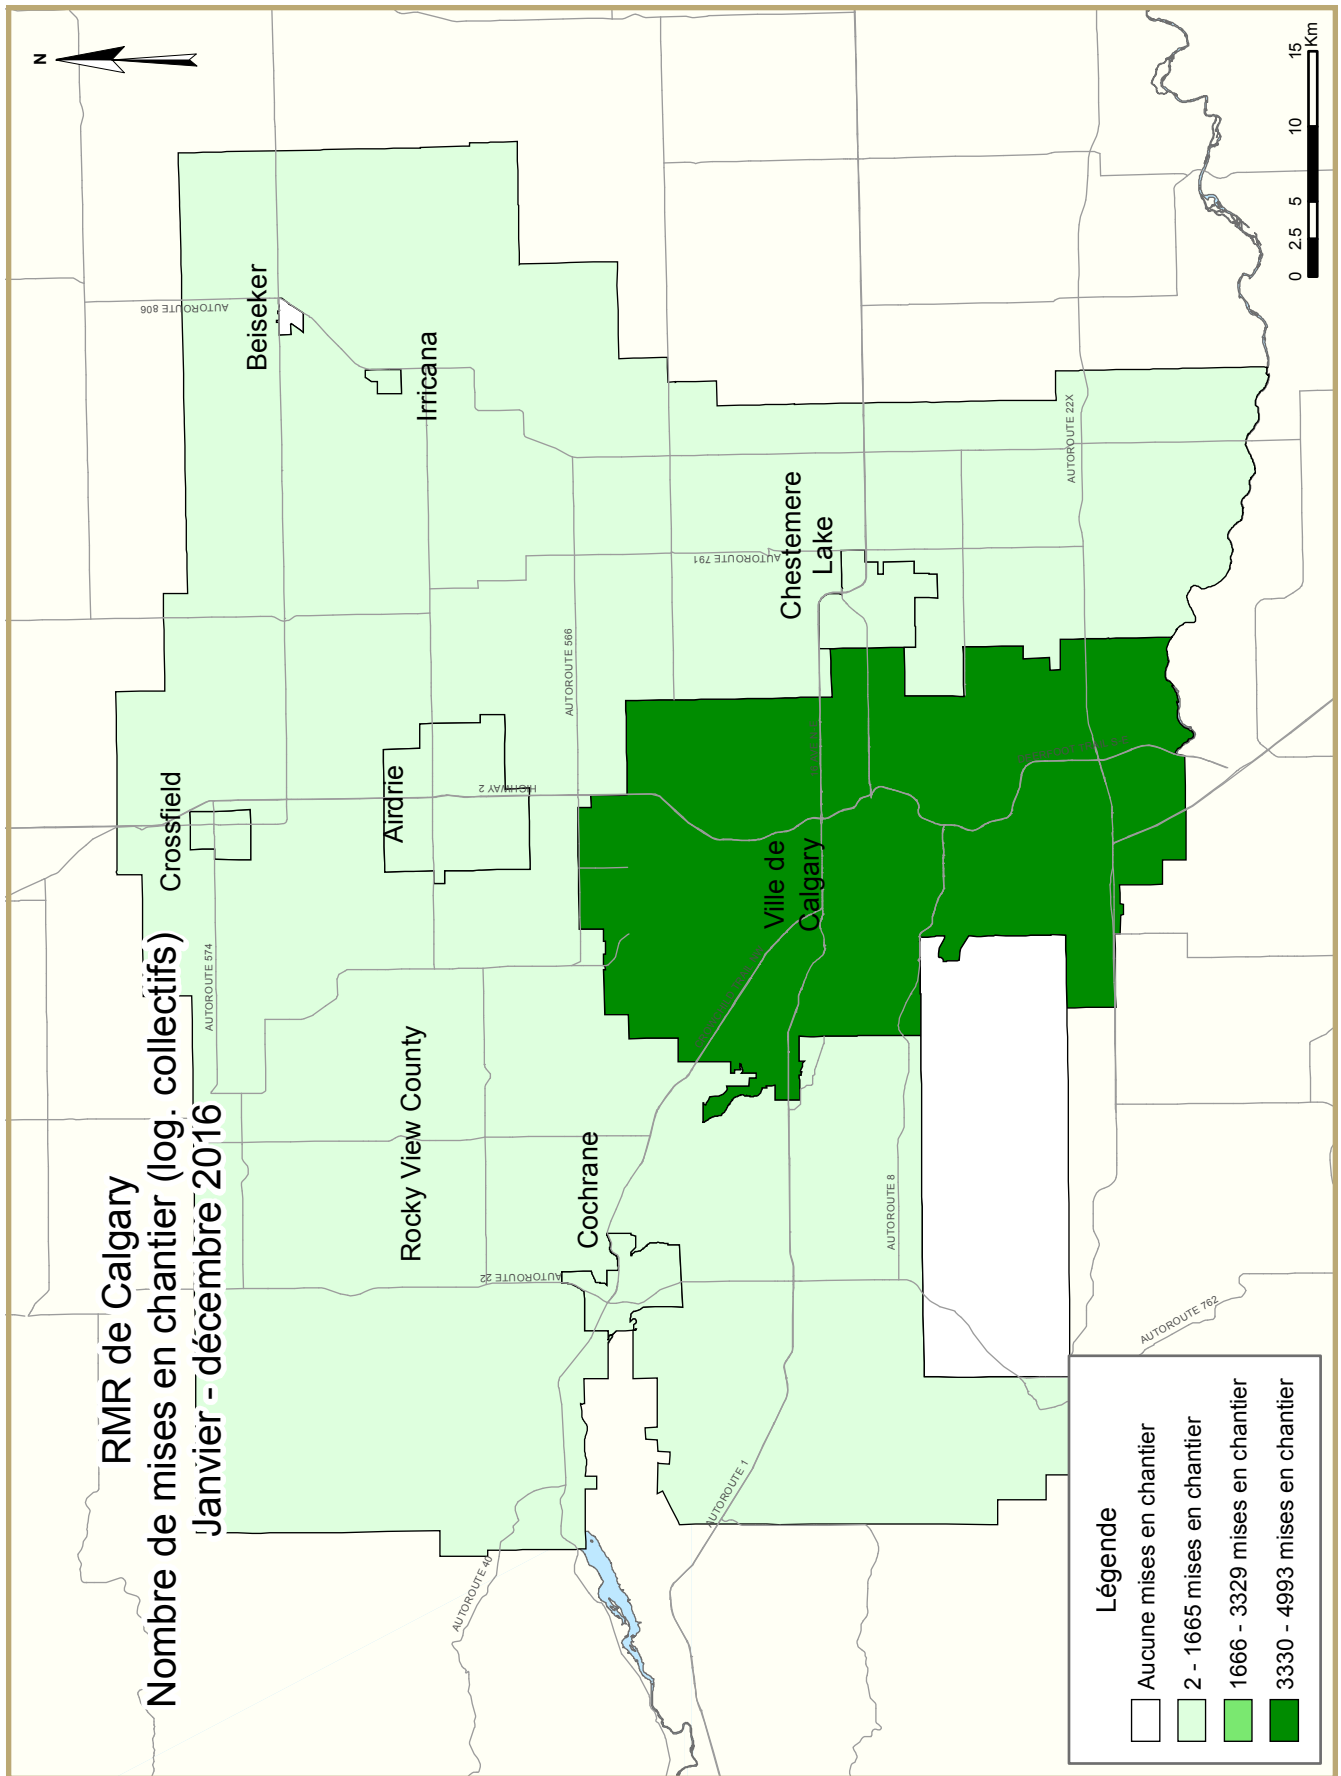 RMR de Calgary
Nombre de mises en chantier (log. collectifs)
Janvier - décembre 2016
N
Crossfield
Beiseker
Irricana
Airdrie
Rocky View County
Cochrane
Chestemere
Lake
Ville de
Calgary
AUTOROUTE 806
AUTOROUTE 574
AUTOROUTE 566
AUTOROUTE 791
HIGHWAY 2
AUTOROUTE 22
AUTOROUTE 22X
AUTOROUTE 8
AUTOROUTE 1
AUTOROUTE 40
AUTOROUTE 762
Légende
Aucune mises en chantier
2 - 1665 mises en chantier
1666 - 3329 mises en chantier
3330 - 4993 mises en chantier
0 2.5 5 10 15
Km